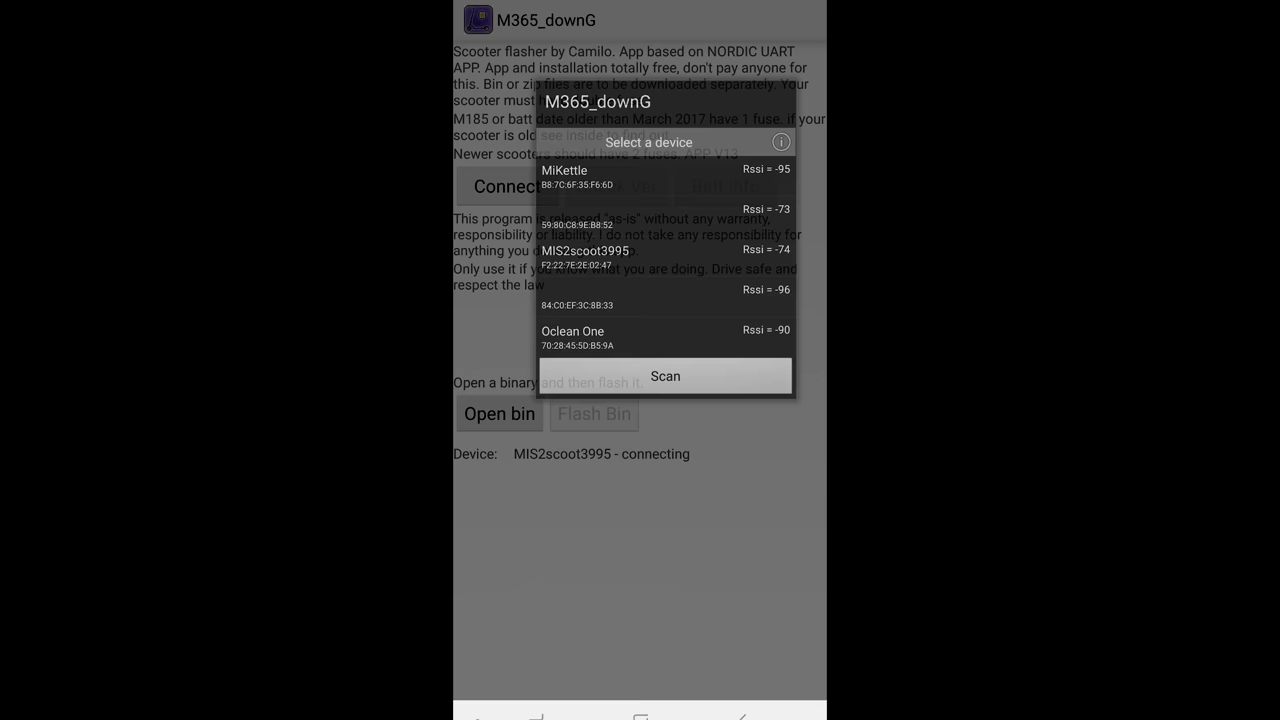 M365_downG
Scooter flasher by Camilo. App based on NORDIC UART
APP. App and installation totally free, don't pay anyone for
this. Bin or zip files are to be downloaded separately. Your
scooter must h
M365_downG
M185 or batt date older than March 2017 have 1 fuse. if your
scooter is old see inside to find out.
Select a device
Newer scooters should have 2 fuses. APP V13
MiKettle Rssi = -95
B8:7C:6F:35:F6:6D
Connect Batt Info
Rssi = -73
59:80:C8:9E:B8:52
This program is released "as-is" without any warranty,
responsibility or liability. I do not take any responsibility for
anything you do
MIS2scoot3995 Rssi = -74
F2:22:7E:2E:02:47
Only use it if you know what you are doing. Drive safe and
respect the law
Rssi = -96
84:C0:EF:3C:8B:33
Oclean One Rssi = -90
70:28:45:5D:B5:9A
Scan
Open a binary and then flash it.
Open bin Flash Bin
Device: MIS2scoot3995 - connecting